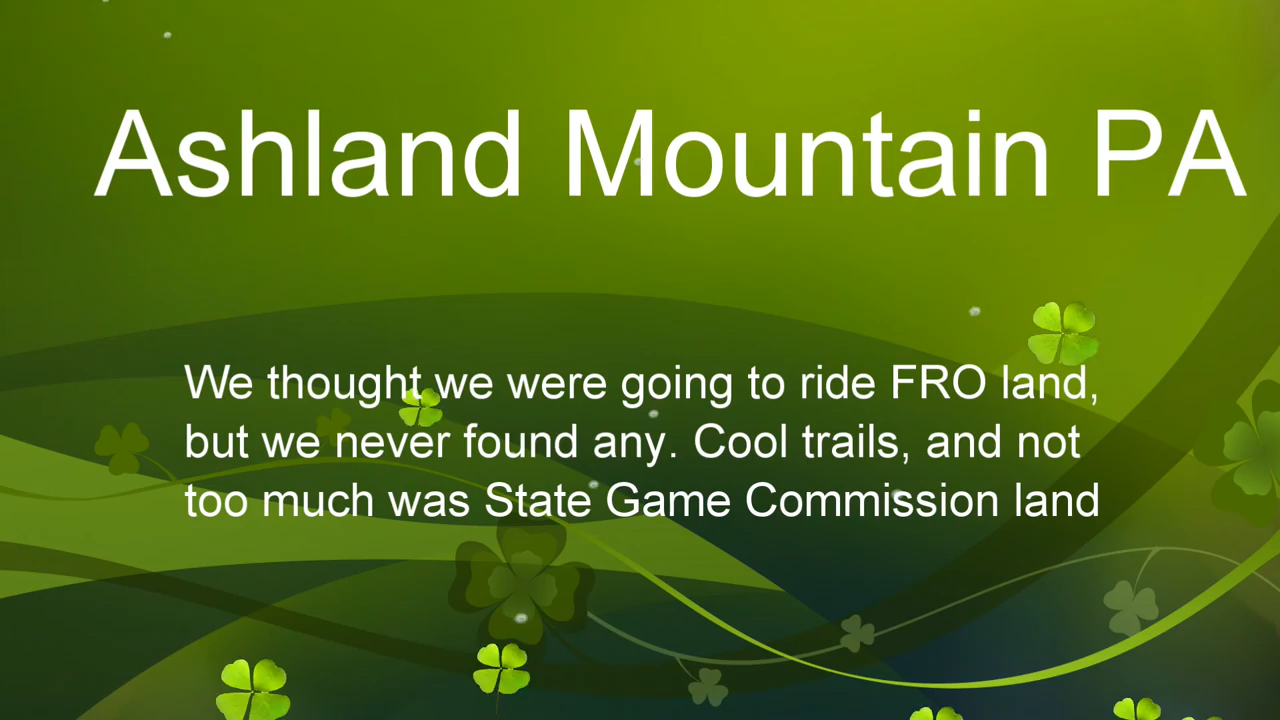 Ashland Mountain PA
We thought we were going to ride FRO land,
but we never found any. Cool trails, and not
too much was State Game Commission land